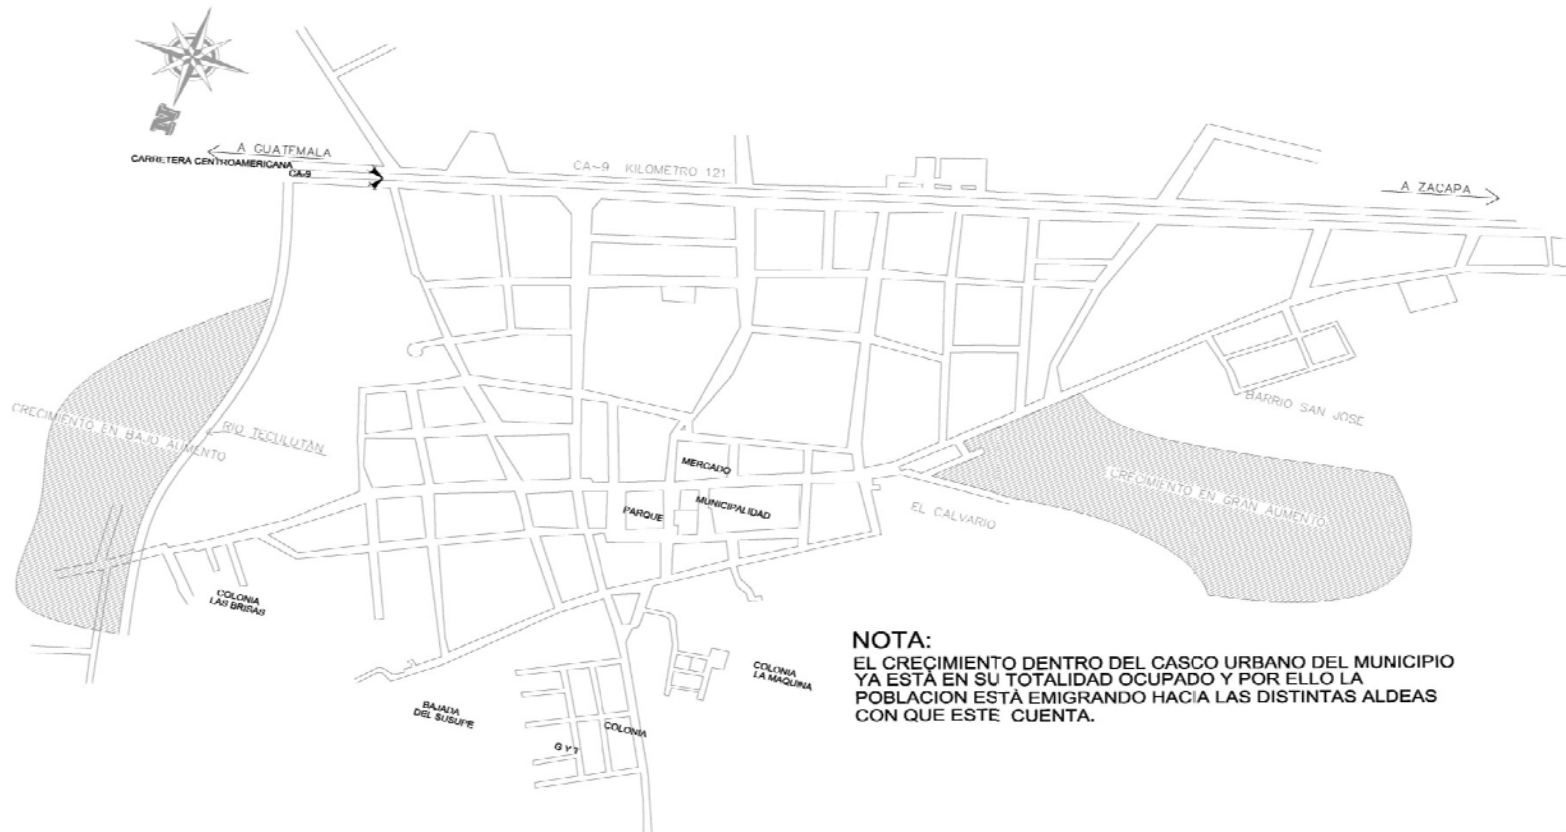 N
A GUATEMALA
CARRETERA CENTROAMERICANA
CA-9
CA-9 KILOMETRO 121
A ZACAPA
CRECIMIENTO EN BAJO AUMENTO
RIO TECULUTÁN
BARRIO SAN JOSE
MERCADO
CRECIMIENTO EN GRAN AUMENTO
MUNICIPALIDAD
PARQUE
EL CALVARIO
COLONIA
LAS BRISAS
NOTA:
EL CRECIMIENTO DENTRO DEL CASCO URBANO DEL MUNICIPIO
YA ESTÀ EN SU TOTALIDAD OCUPADO Y POR ELLO LA
POBLACION ESTÀ EMIGRANDO HACIA LAS DISTINTAS ALDEAS
CON QUE ESTE CUENTA.
COLONIA
LA MAQUINA
BAJADA
DEL SUSUPE
COLONIA
G Y T